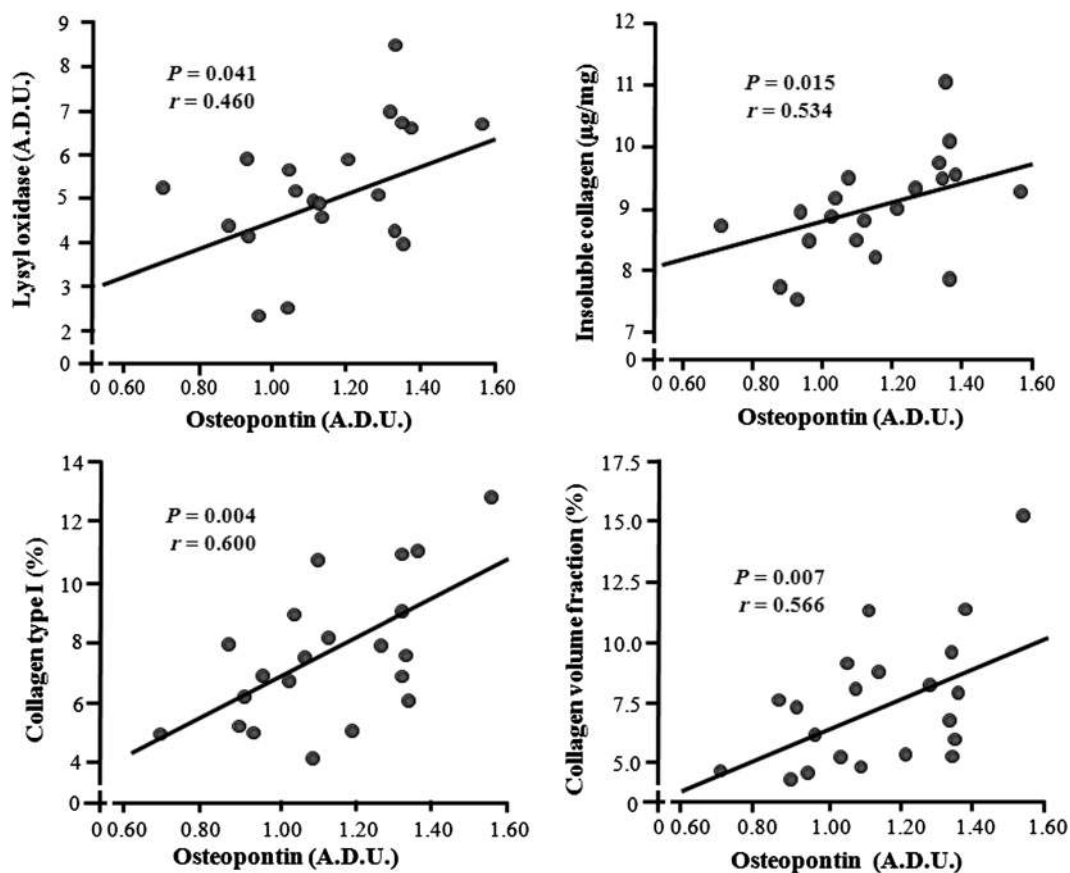 9
8
7
6
5
4
3
2
0
Lysyl oxidase (A.D.U.)
P = 0.041
r = 0.460
0 0.60 0.80 1.00 1.20 1.40 1.60
Osteopontin (A.D.U.)
12
11
10
9
8
7
0
Insoluble collagen (µg/mg)
P = 0.015
r = 0.534
0 0.60 0.80 1.00 1.20 1.40 1.60
Osteopontin (A.D.U.)
14
12
10
8
6
4
0
Collagen type I (%)
P = 0.004
r = 0.600
0 0.60 0.80 1.00 1.20 1.40 1.60
Osteopontin (A.D.U.)
17.5
15.0
12.5
10.0
7.5
5.0
0
Collagen volume fraction (%)
P = 0.007
r = 0.566
0 0.60 0.80 1.00 1.20 1.40 1.60
Osteopontin (A.D.U.)